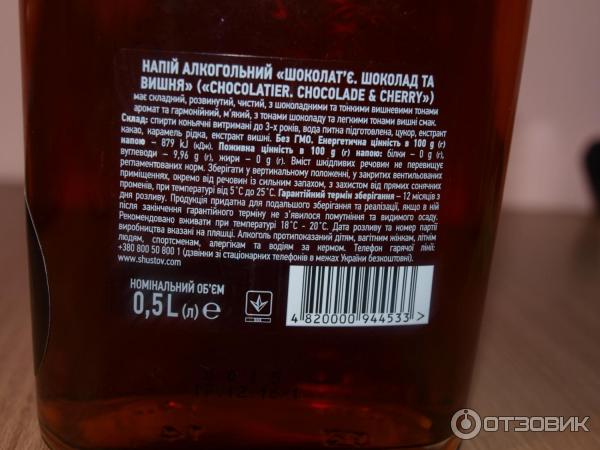 НАПІЙ АЛКОГОЛЬНИЙ «ШОКОЛАТ'Є. ШОКОЛАД ТА
ВИШНЯ» («CHOCOLATIER. CHOCOLADE & CHERRY»)
має складний, розвинутий, чистий, з шоколадними та тонкими вишневими тонами
аромат та гармонійний, м'який, з тонами шоколаду та легкими тонами вишні смак.
Склад: спирти коньячні витримані до 3-х років, вода питна підготовлена, цукор, екстракт
какао, карамель рідка, екстракт вишні. Без ГМО. Енергетична цінність в 100 g (г)
напою – 879 kJ (кДж). Поживна цінність в 100 g (г) напою: білки – 0 g (г),
вуглеводи – 9,96 g (г), жири – 0 g (г). Вміст шкідливих речовин не перевищує
регламентованих норм. Зберігати у вертикальному положенні, у закритих вентильованих
приміщеннях, окремо від речовин із сильним запахом, з захистом від прямих сонячних
променів, при температурі від 5°C до 25°C. Гарантійний термін зберігання – 12 місяців з
дня розливу. Продукція придатна для подальшого зберігання та реалізації, якщо в ній
після закінчення гарантійного терміну не з'явилося помутніння та видимого осаду.
Рекомендовано вживати при температурі 18°C - 20°C. Дата розливу та номер партії
виробництва вказані на пляшці. Алкоголь протипоказаний дітям, вагітним жінкам, літнім
людям, спортсменам, алергікам та водіям за кермом. Телефон гарячої лінії:
+380 800 50 800 1 (дзвінки зі стаціонарних телефонів в межах України безкоштовні).
www.shustov.com
НОМІНАЛЬНИЙ ОБ'ЄМ
0,5L (л) e
4 820000 944533 >
ОТЗОВИК